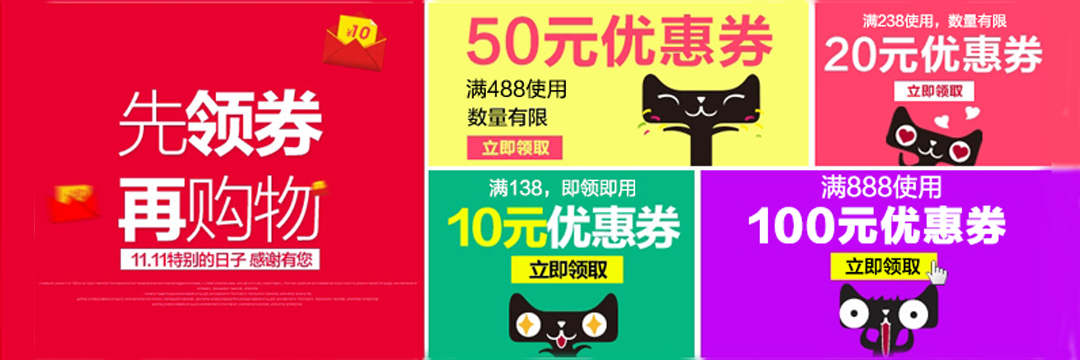 ¥10
先领券
再购物
11.11特别的日子 感谢有您
50元优惠券
满488使用
数量有限
立即领取
满238使用，数量有限
20元优惠券
立即领取
满138，即领即用
10元优惠券
立即领取
满888使用
100元优惠券
立即领取